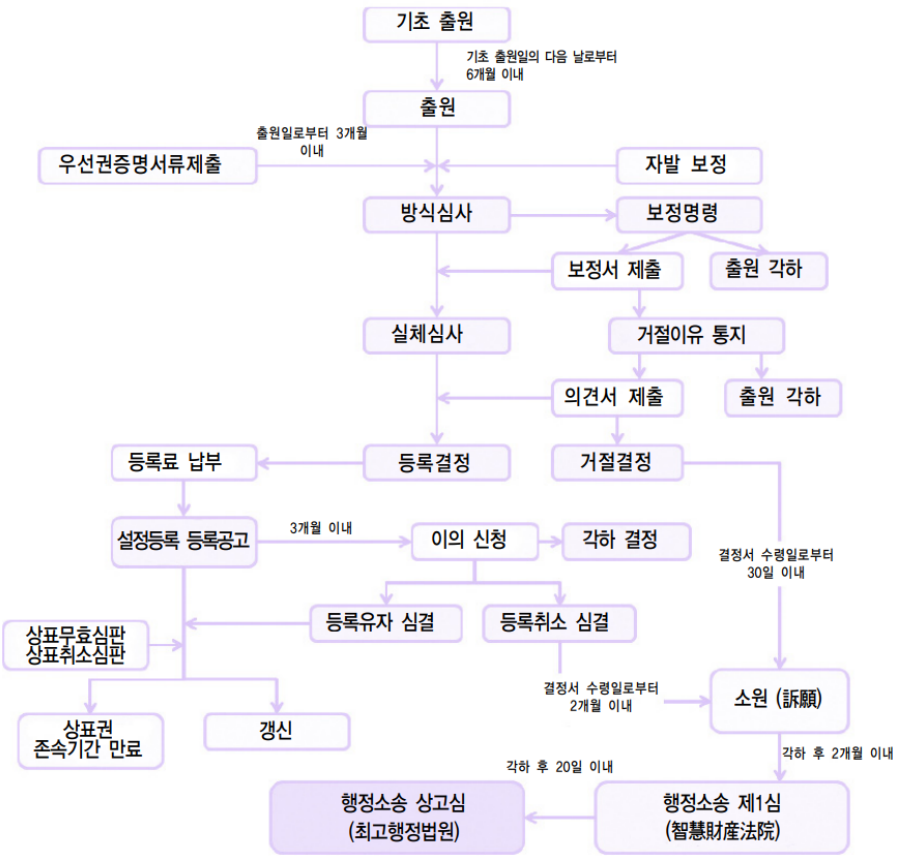 기초 출원
기초 출원일의 다음 날로부터
6개월 이내
출원
출원일로부터 3개월
이내
우선권증명서류제출
자발 보정
방식심사
보정명령
보정서 제출
출원 각하
실체심사
거절이유 통지
의견서 제출
출원 각하
등록료 납부
등록결정
거절결정
설정등록 등록공고
3개월 이내
이의 신청
각하 결정
결정서 수령일로부터
30일 이내
등록유자 심결
등록취소 심결
상표무효심판
상표취소심판
결정서 수령일로부터
2개월 이내
소원 (訴願)
상표권
존속기간 만료
갱신
각하 후 2개월 이내
각하 후 20일 이내
행정소송 상고심
(최고행정법원)
행정소송 제1심
(智慧財産法院)